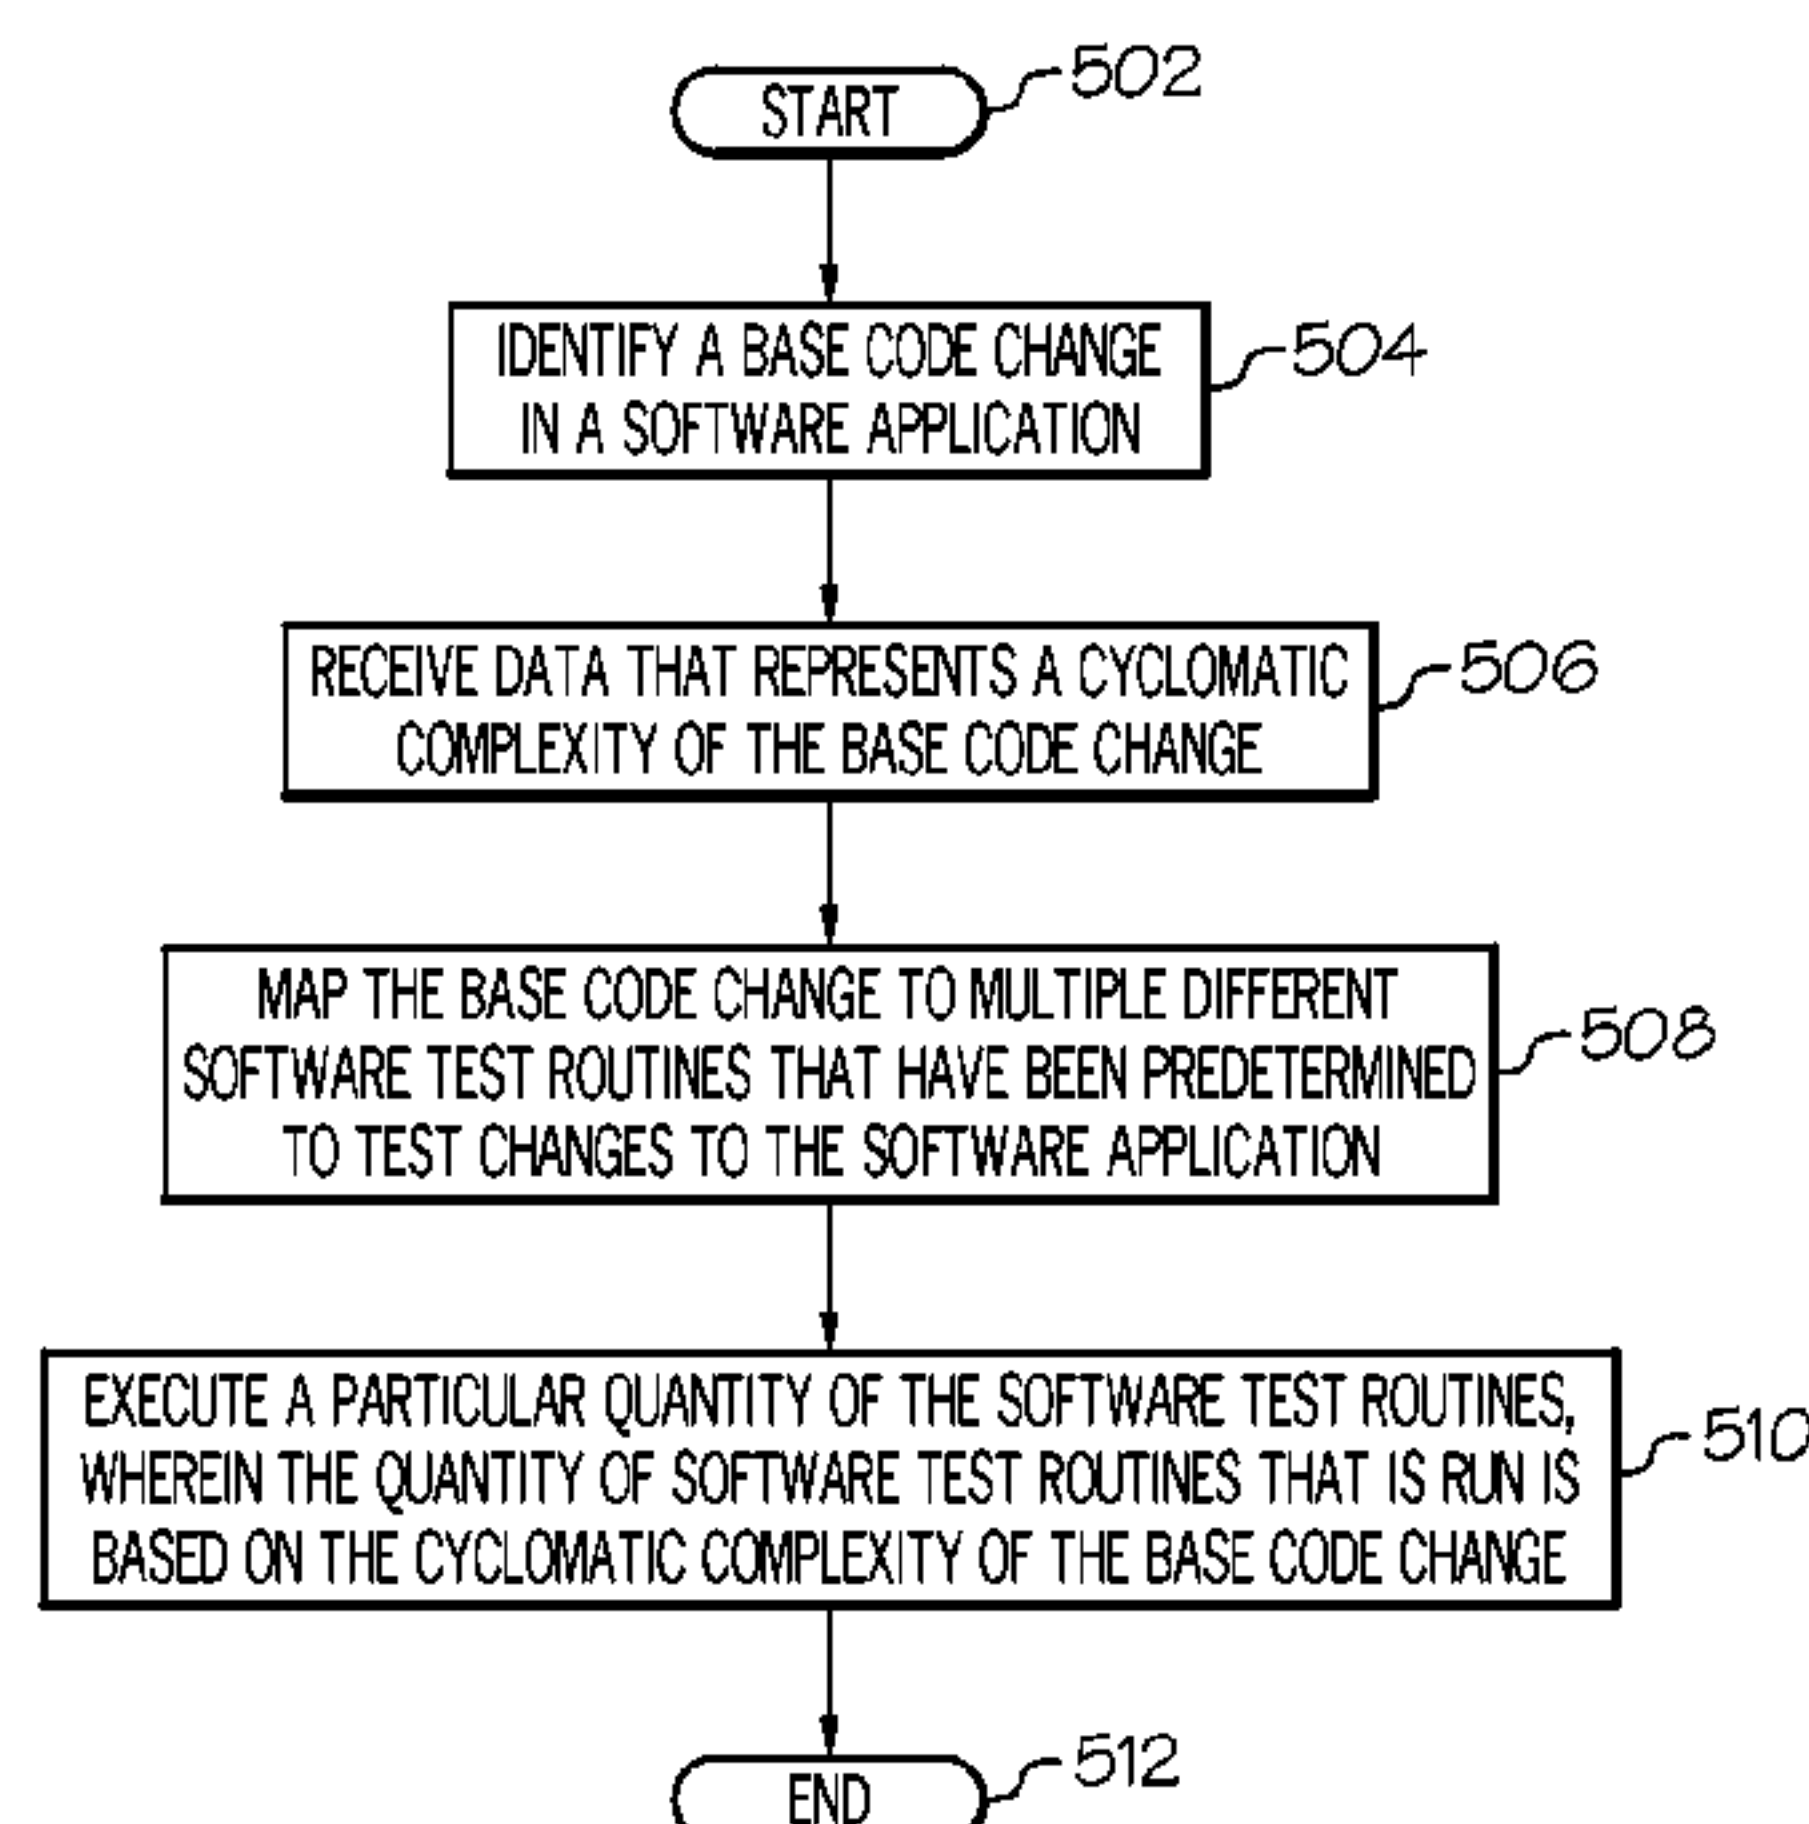 START
502
IDENTIFY A BASE CODE CHANGE
IN A SOFTWARE APPLICATION
504
RECEIVE DATA THAT REPRESENTS A CYCLOMATIC
COMPLEXITY OF THE BASE CODE CHANGE
506
MAP THE BASE CODE CHANGE TO MULTIPLE DIFFERENT
SOFTWARE TEST ROUTINES THAT HAVE BEEN PREDETERMINED
TO TEST CHANGES TO THE SOFTWARE APPLICATION
508
EXECUTE A PARTICULAR QUANTITY OF THE SOFTWARE TEST ROUTINES,
WHEREIN THE QUANTITY OF SOFTWARE TEST ROUTINES THAT IS RUN IS
BASED ON THE CYCLOMATIC COMPLEXITY OF THE BASE CODE CHANGE
510
END
512